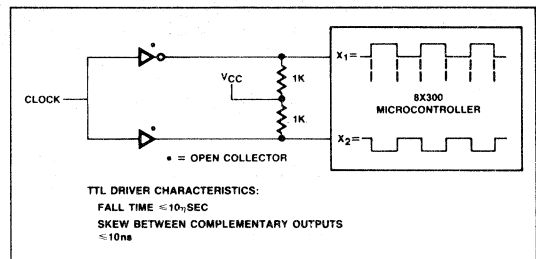 X₁=
VCC
1K
CLOCK
1K
8X300
MICROCONTROLLER
X₂=
• = OPEN COLLECTOR
TTL DRIVER CHARACTERISTICS:
FALL TIME ≤10ηSEC
SKEW BETWEEN COMPLEMENTARY OUTPUTS
≤10ns